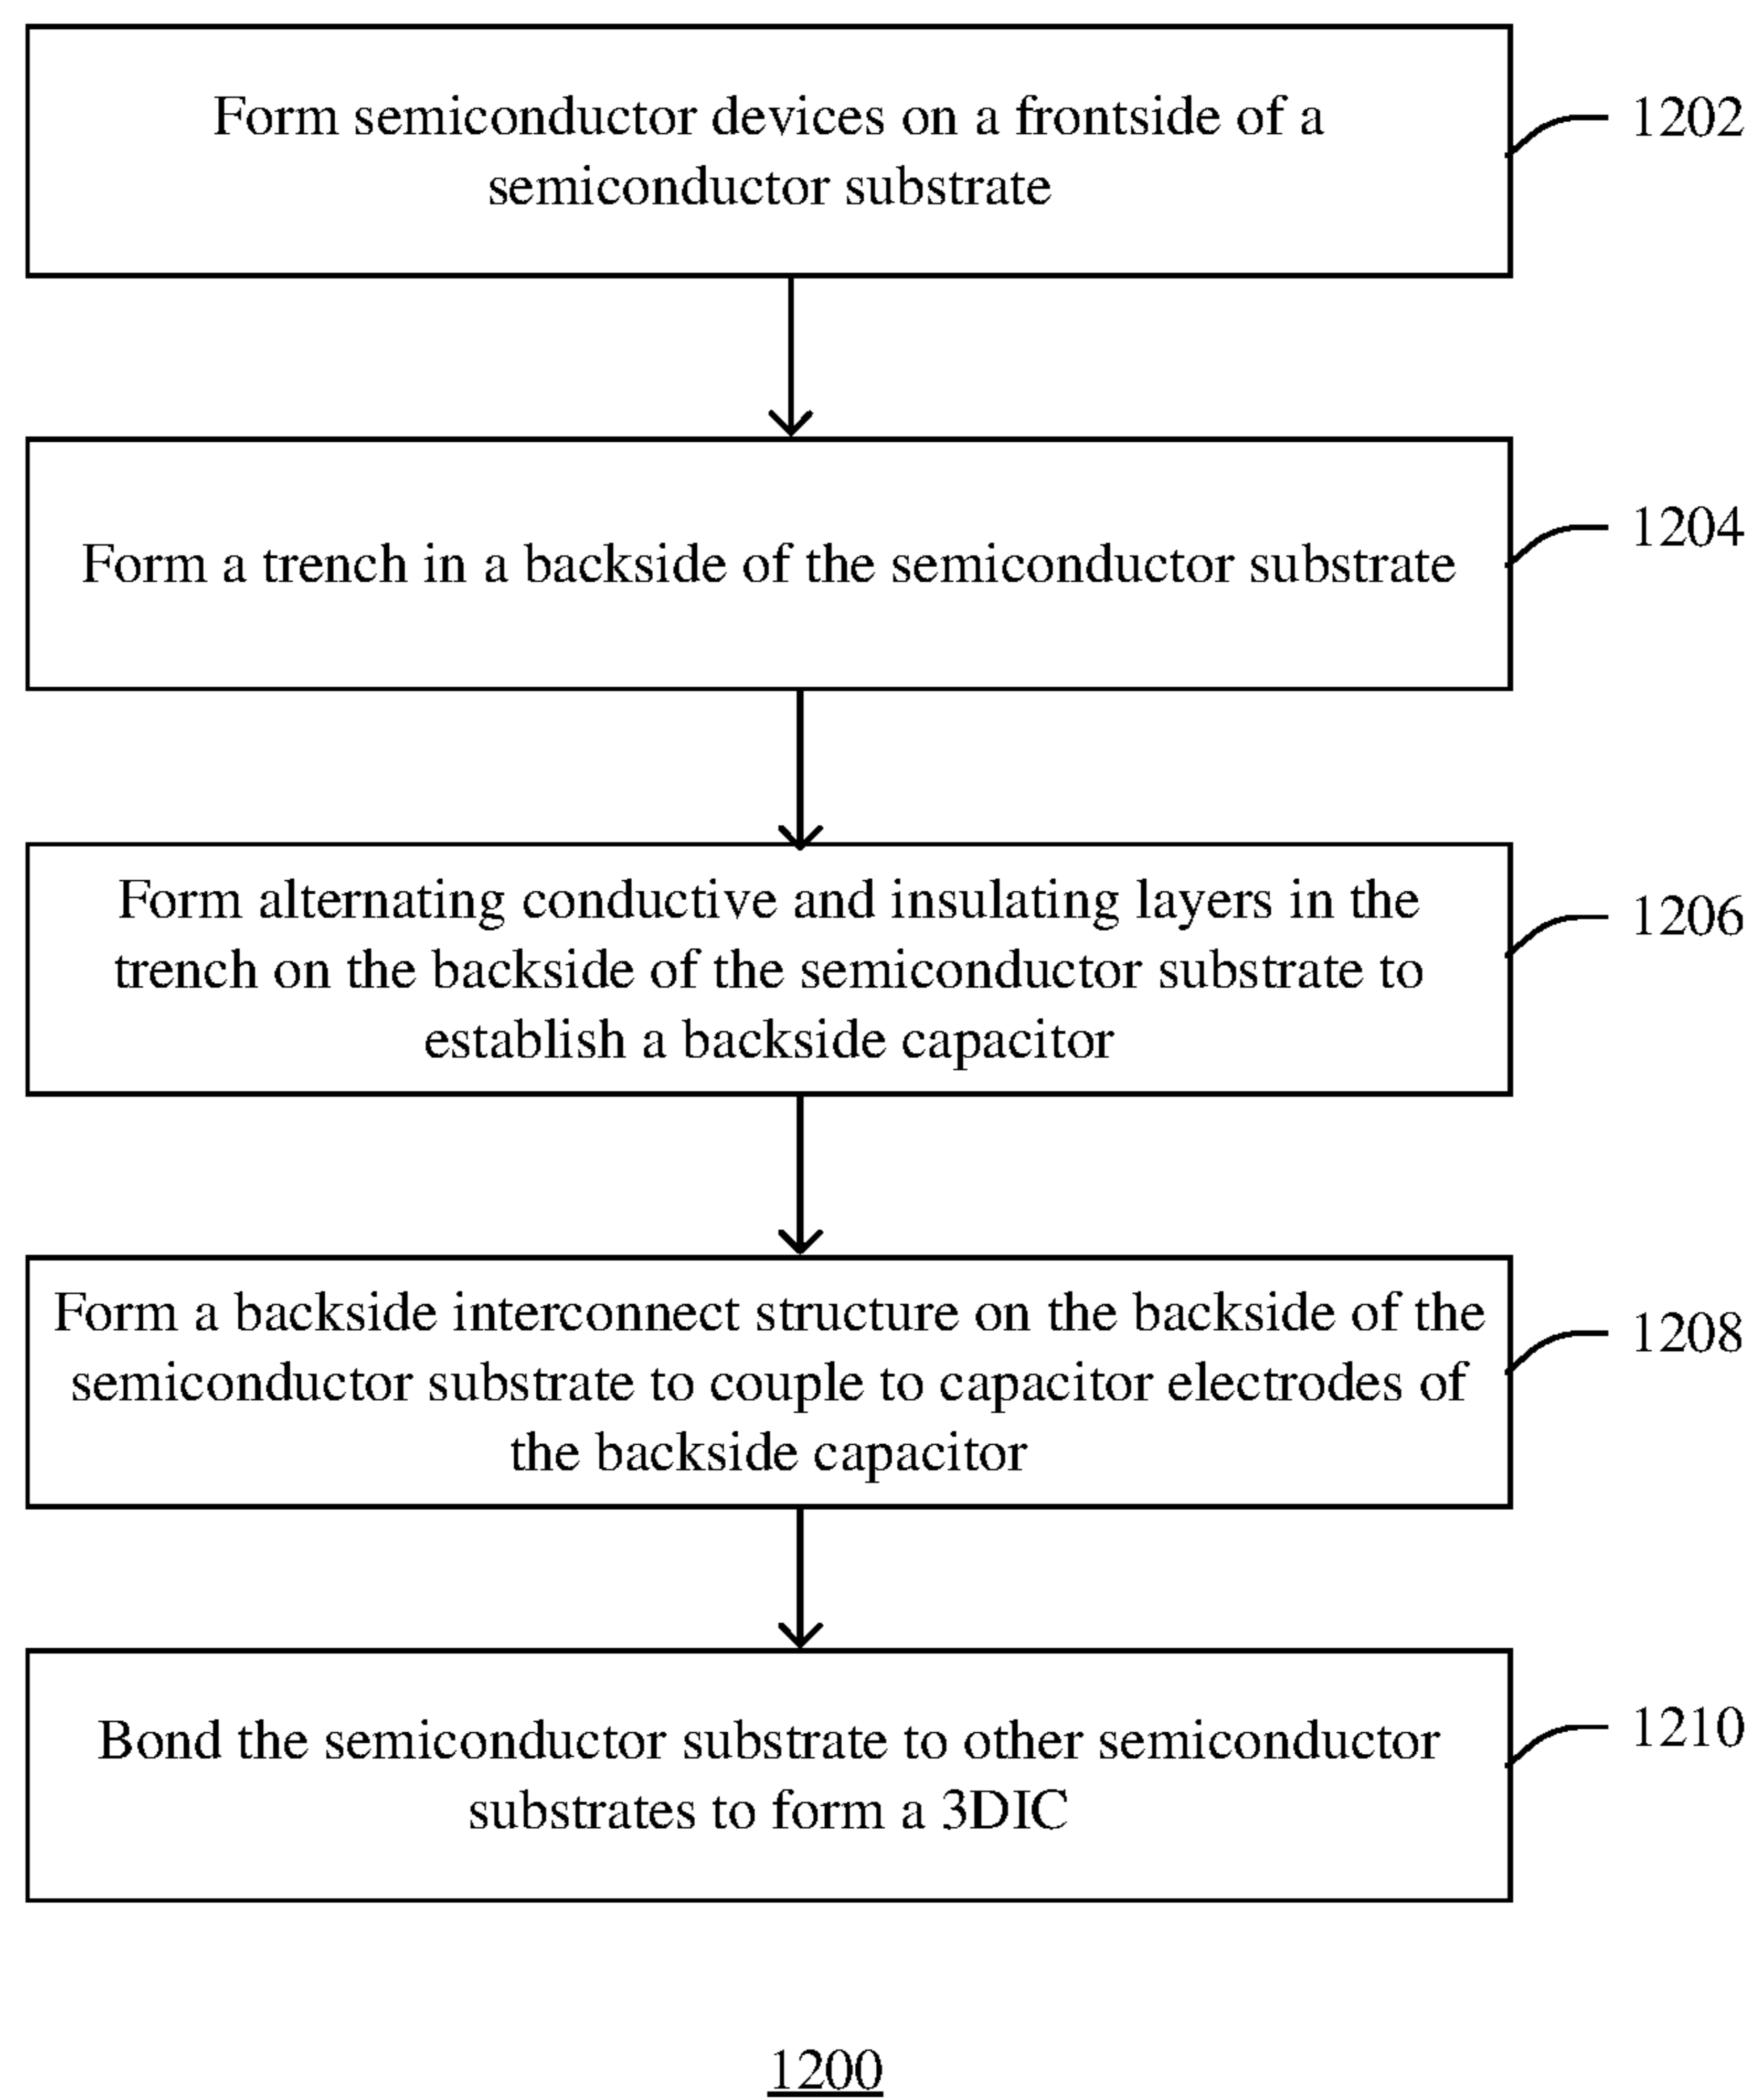 Form semiconductor devices on a frontside of a
semiconductor substrate
1202
Form a trench in a backside of the semiconductor substrate
1204
Form alternating conductive and insulating layers in the
trench on the backside of the semiconductor substrate to
establish a backside capacitor
1206
Form a backside interconnect structure on the backside of the
semiconductor substrate to couple to capacitor electrodes of
the backside capacitor
1208
Bond the semiconductor substrate to other semiconductor
substrates to form a 3DIC
1210
1200